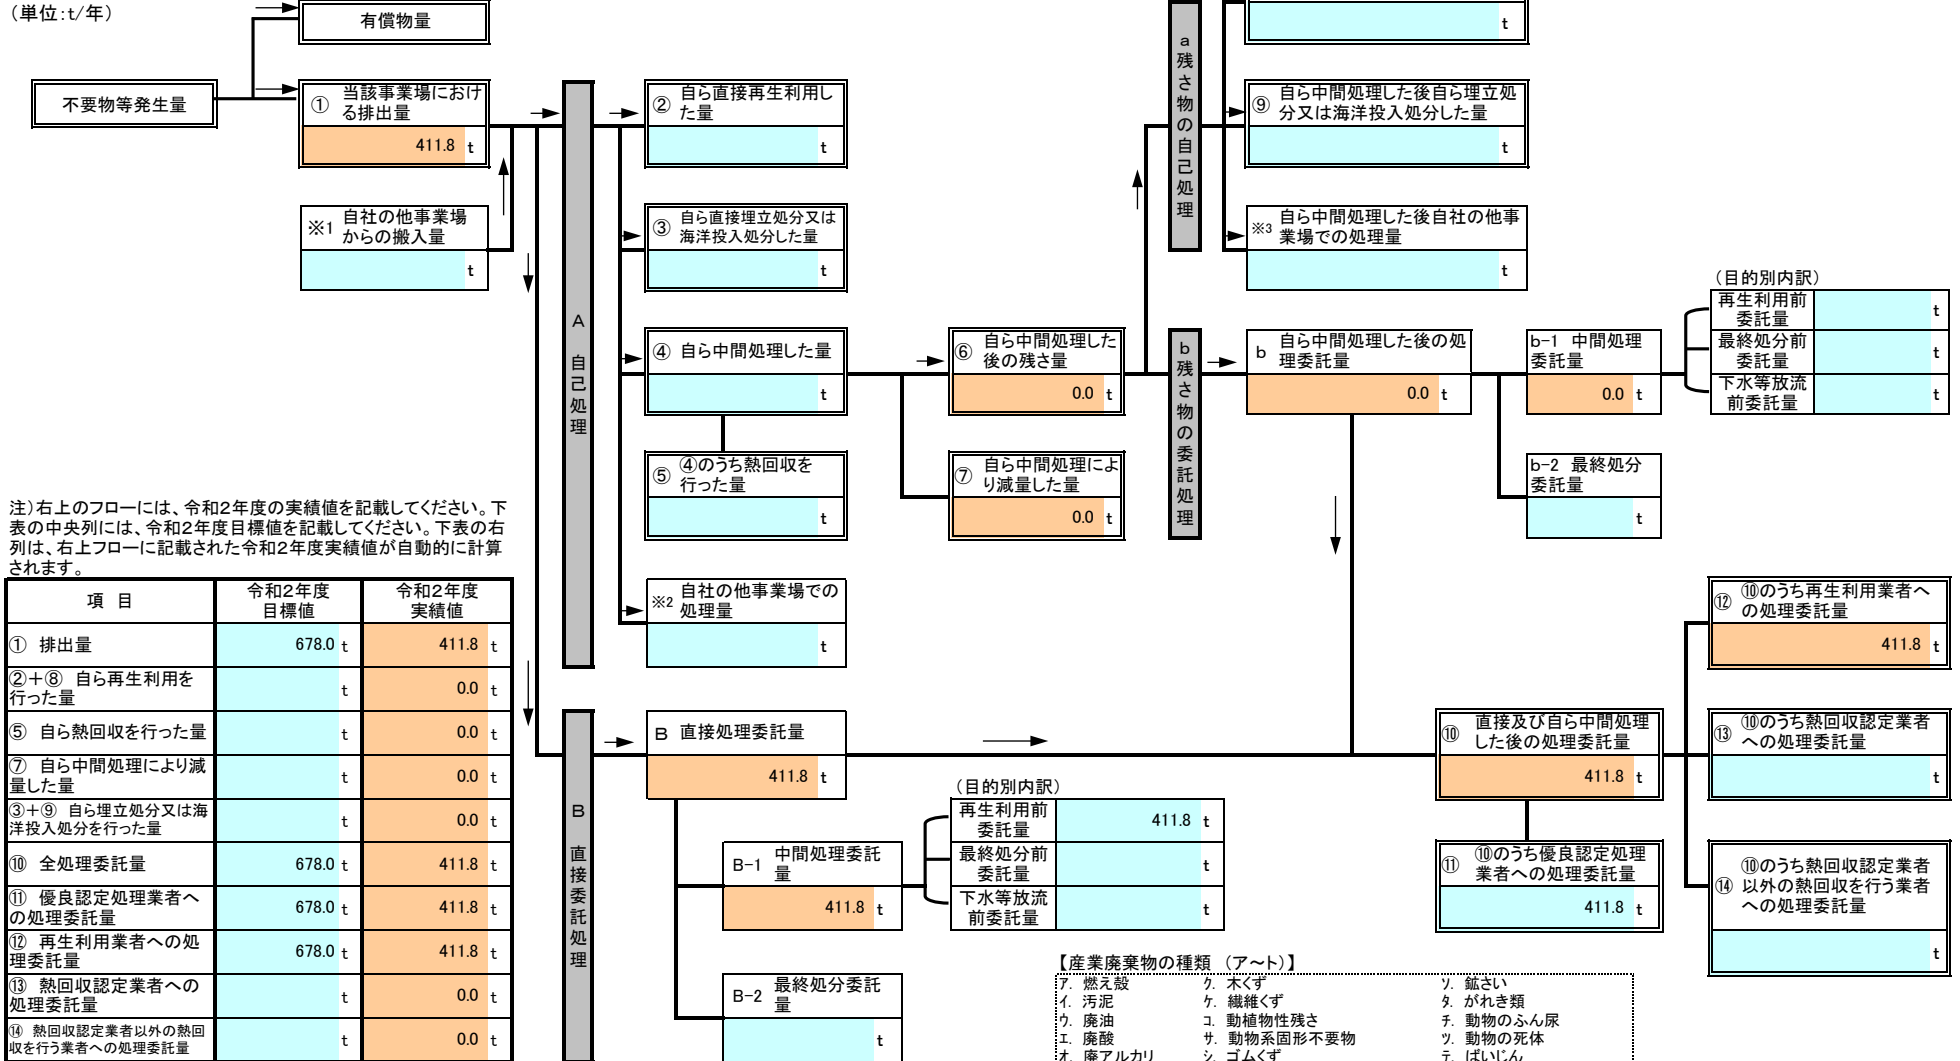 (単位:t/年)
有償物量
不要物等発生量
① 当該事業場におけ
る排出量
411.8 t
※1 自社の他事業場
からの搬入量
t
A 自己処理
② 自ら直接再生利用し
た量
t
③ 自ら直接埋立処分又は
海洋投入処分した量
t
④ 自ら中間処理した量
t
⑤ ④のうち熱回収を
行った量
t
※2 自社の他事業場での
処理量
t
⑥ 自ら中間処理した
後の残さ量
0.0 t
⑦ 自ら中間処理によ
り減量した量
0.0 t
a 残さ物の自己処理
t
⑨ 自ら中間処理した後自ら埋立処
分又は海洋投入処分した量
t
※3 自ら中間処理した後自社の他事
業場での処理量
t
b 残さ物の委託処理
b 自ら中間処理した後の処
理委託量
0.0 t
b-1 中間処理
委託量
0.0 t
b-2 最終処分
委託量
t
(目的別内訳)
再生利用前
委託量
t
最終処分前
委託量
t
下水等放流
前委託量
t
注)右上のフローには、令和2年度の実績値を記載してください。下
表の中央列には、令和2年度目標値を記載してください。下表の右
列は、右上フローに記載された令和2年度実績値が自動的に計算
されます。
項 目 令和2年度
目標値 令和2年度
実績値
① 排出量 678.0 t 411.8 t
②+⑧ 自ら再生利用を
行った量 t 0.0 t
⑤ 自ら熱回収を行った量 t 0.0 t
⑦ 自ら中間処理により減
量した量 t 0.0 t
③+⑨ 自ら埋立処分又は海
洋投入処分を行った量 t 0.0 t
⑩ 全処理委託量 678.0 t 411.8 t
⑪ 優良認定処理業者へ
の処理委託量 678.0 t 411.8 t
⑫ 再生利用業者への処
理委託量 678.0 t 411.8 t
⑬ 熱回収認定業者への
処理委託量 t 0.0 t
⑭ 熱回収認定業者以外の熱回
収を行う業者への処理委託量 t 0.0 t
B 直接委託処理
B 直接処理委託量
411.8 t
B-1 中間処理委託
量
411.8 t
B-2 最終処分委託
量
t
(目的別内訳)
再生利用前
委託量
411.8 t
最終処分前
委託量
t
下水等放流
前委託量
t
⑩ 直接及び自ら中間処理
した後の処理委託量
411.8 t
⑪ ⑩のうち優良認定処理
業者への処理委託量
411.8 t
⑫ ⑩のうち再生利用業者へ
の処理委託量
411.8 t
⑬ ⑩のうち熱回収認定業者
への処理委託量
t
⑭ ⑩のうち熱回収認定業者
以外の熱回収を行う業者
への処理委託量
t
【産業廃棄物の種類 (ア~ト)】
ア. 燃え殻 ク. 木くず ソ. 鉱さい
イ. 汚泥 ケ. 繊維くず タ. がれき類
ウ. 廃油 コ. 動植物性残さ チ. 動物のふん尿
エ. 廃酸 サ. 動物系固形不要物 ツ. 動物の死体
オ. 廃アルカリ シ. ゴムくず テ. ばいじん